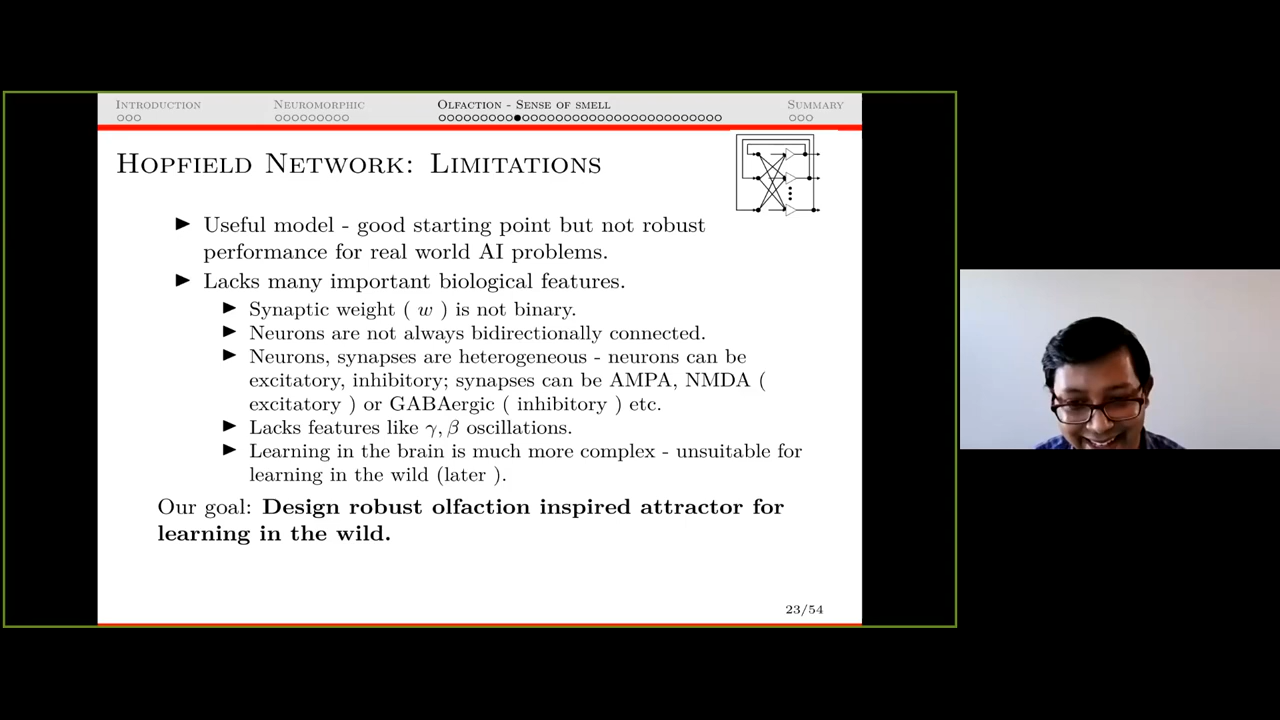 Introduction Neuromorphic Olfaction - Sense of smell Summary
Hopfield Network: Limitations
Useful model - good starting point but not robust
performance for real world AI problems.
Lacks many important biological features.
Synaptic weight ( w ) is not binary.
Neurons are not always bidirectionally connected.
Neurons, synapses are heterogeneous - neurons can be
excitatory, inhibitory; synapses can be AMPA, NMDA (
excitatory ) or GABAergic ( inhibitory ) etc.
Lacks features like γ, β oscillations.
Learning in the brain is much more complex - unsuitable for
learning in the wild (later ).
Our goal: Design robust olfaction inspired attractor for
learning in the wild.
23/54